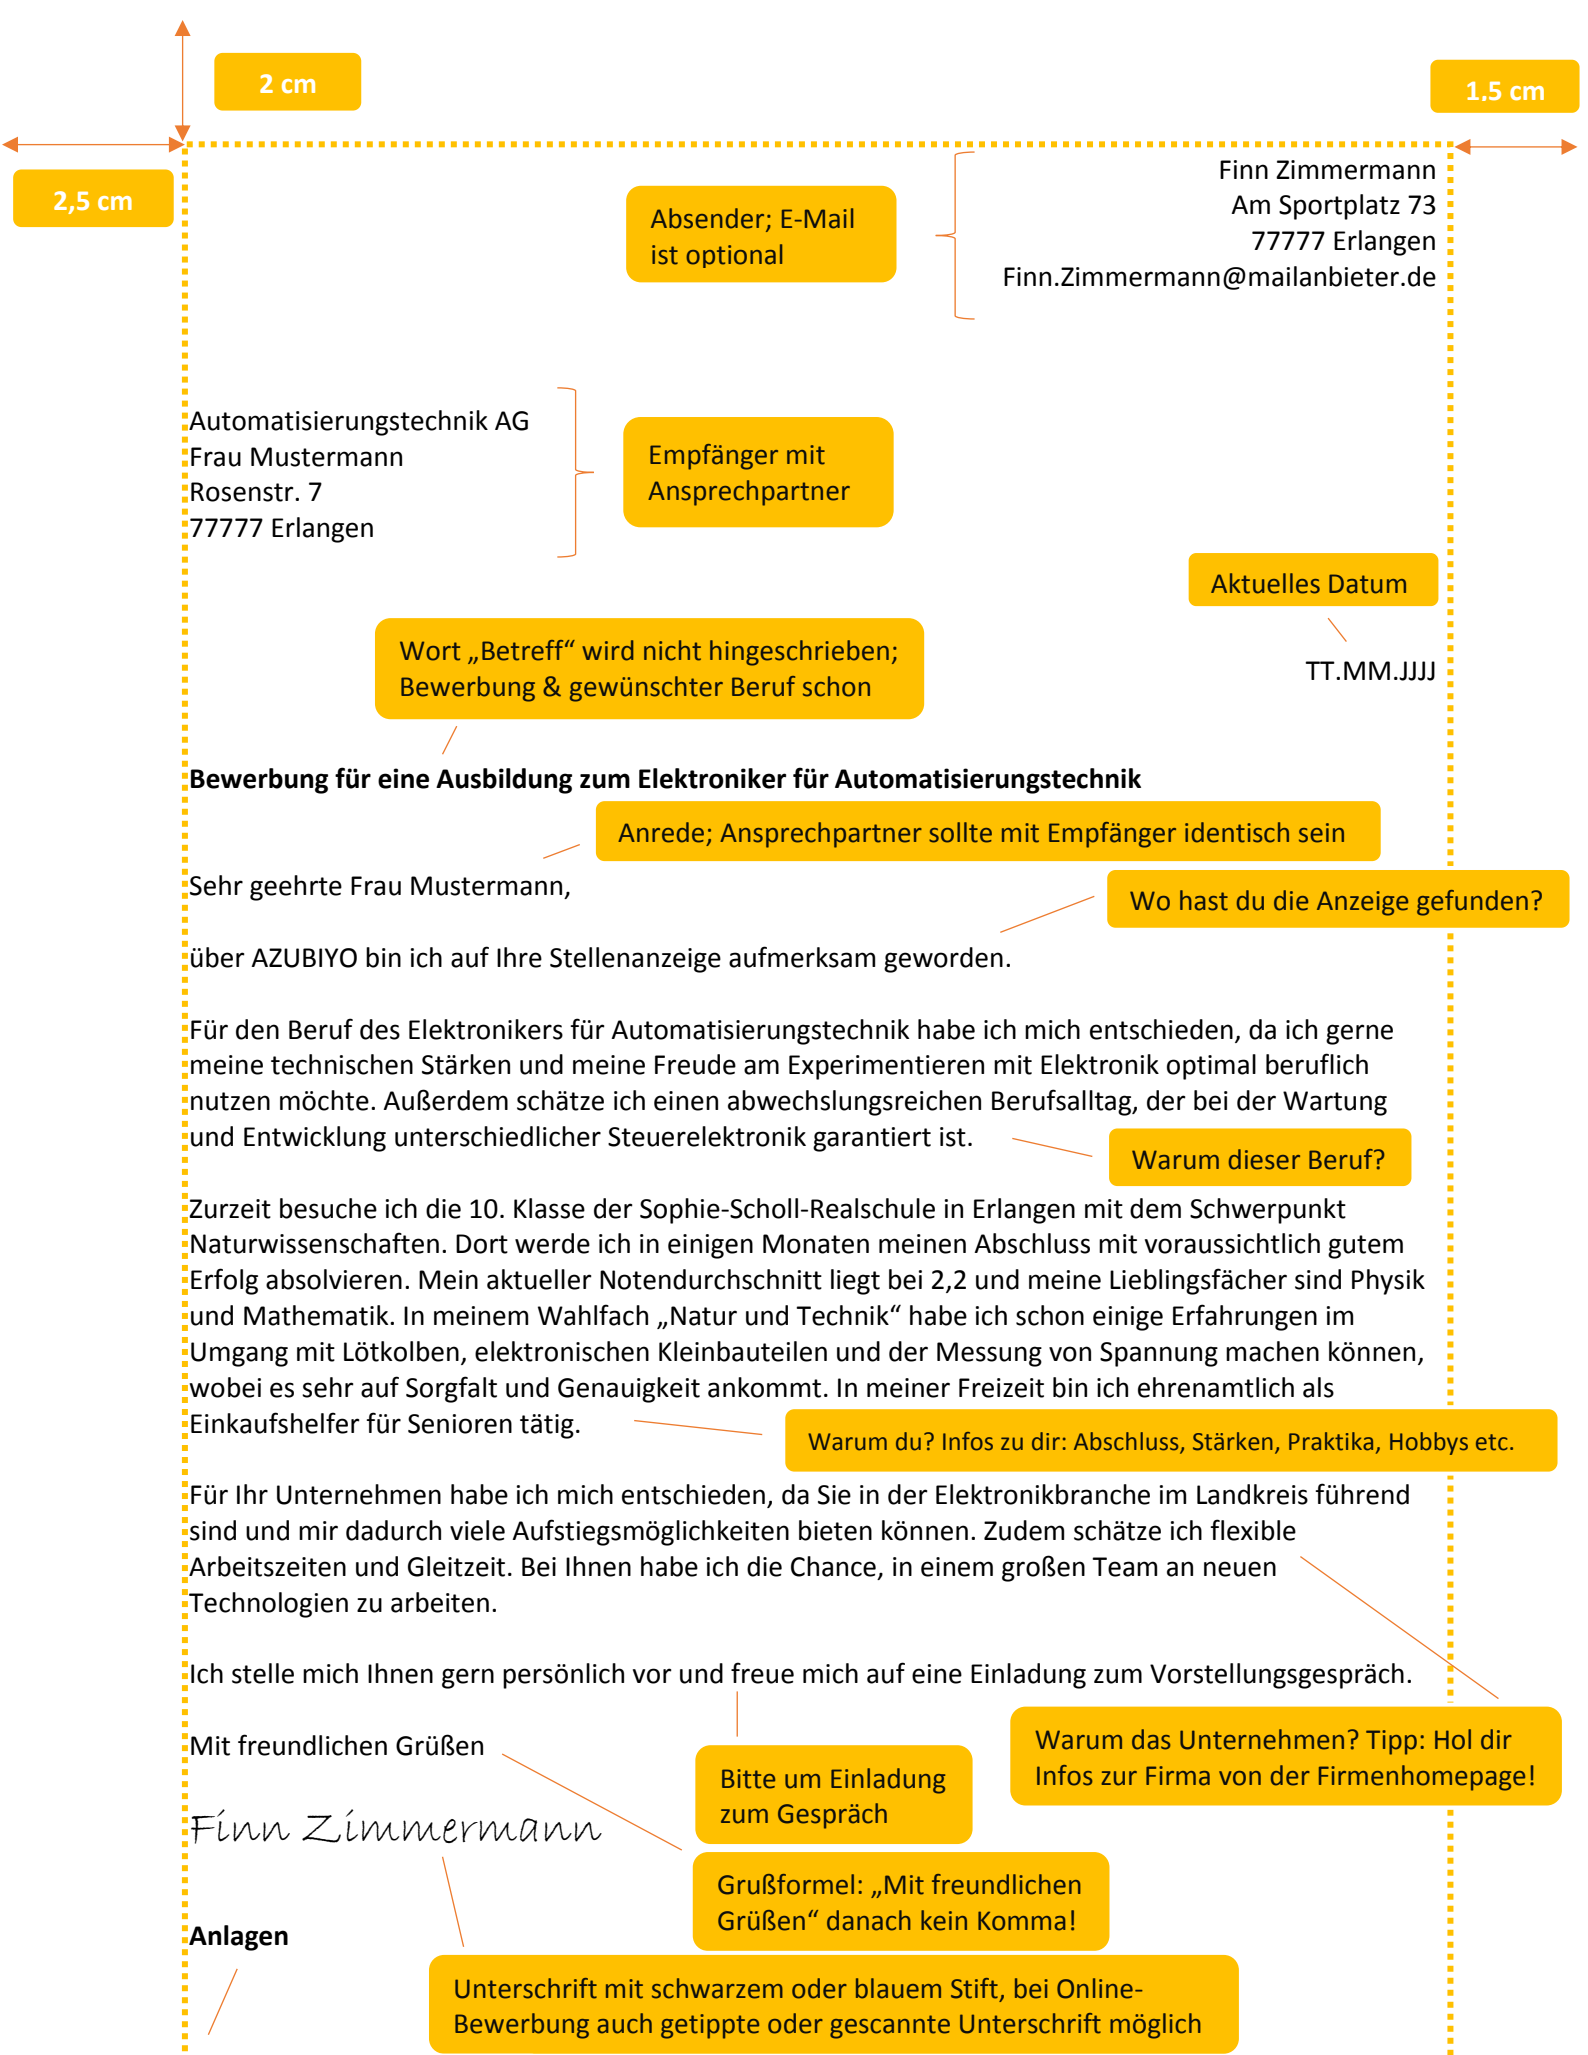 2 cm
1,5 cm
2,5 cm
Finn Zimmermann
Am Sportplatz 73
77777 Erlangen
Finn.Zimmermann@mailanbieter.de
Absender; E-Mail
ist optional
Automatisierungstechnik AG
Frau Mustermann
Rosenstr. 7
77777 Erlangen
Empfänger mit
Ansprechpartner
Aktuelles Datum
TT.MM.JJJJ
Wort „Betreff“ wird nicht hingeschrieben;
Bewerbung & gewünschter Beruf schon
Bewerbung für eine Ausbildung zum Elektroniker für Automatisierungstechnik
Anrede; Ansprechpartner sollte mit Empfänger identisch sein
Sehr geehrte Frau Mustermann,
Wo hast du die Anzeige gefunden?
über AZUBIYO bin ich auf Ihre Stellenanzeige aufmerksam geworden.
Für den Beruf des Elektronikers für Automatisierungstechnik habe ich mich entschieden, da ich gerne
meine technischen Stärken und meine Freude am Experimentieren mit Elektronik optimal beruflich
nutzen möchte. Außerdem schätze ich einen abwechslungsreichen Berufsalltag, der bei der Wartung
und Entwicklung unterschiedlicher Steuerelektronik garantiert ist.
Warum dieser Beruf?
Zurzeit besuche ich die 10. Klasse der Sophie-Scholl-Realschule in Erlangen mit dem Schwerpunkt
Naturwissenschaften. Dort werde ich in einigen Monaten meinen Abschluss mit voraussichtlich gutem
Erfolg absolvieren. Mein aktueller Notendurchschnitt liegt bei 2,2 und meine Lieblingsfächer sind Physik
und Mathematik. In meinem Wahlfach „Natur und Technik“ habe ich schon einige Erfahrungen im
Umgang mit Lötkolben, elektronischen Kleinbauteilen und der Messung von Spannung machen können,
wobei es sehr auf Sorgfalt und Genauigkeit ankommt. In meiner Freizeit bin ich ehrenamtlich als
Einkaufshelfer für Senioren tätig.
Warum du? Infos zu dir: Abschluss, Stärken, Praktika, Hobbys etc.
Für Ihr Unternehmen habe ich mich entschieden, da Sie in der Elektronikbranche im Landkreis führend
sind und mir dadurch viele Aufstiegsmöglichkeiten bieten können. Zudem schätze ich flexible
Arbeitszeiten und Gleitzeit. Bei Ihnen habe ich die Chance, in einem großen Team an neuen
Technologien zu arbeiten.
Ich stelle mich Ihnen gern persönlich vor und freue mich auf eine Einladung zum Vorstellungsgespräch.
Warum das Unternehmen? Tipp: Hol dir
Infos zur Firma von der Firmenhomepage!
Mit freundlichen Grüßen
Bitte um Einladung
zum Gespräch
Finn Zimmermann
Grußformel: „Mit freundlichen
Grüßen“ danach kein Komma!
Anlagen
Unterschrift mit schwarzem oder blauem Stift, bei Online-
Bewerbung auch getippte oder gescannte Unterschrift möglich